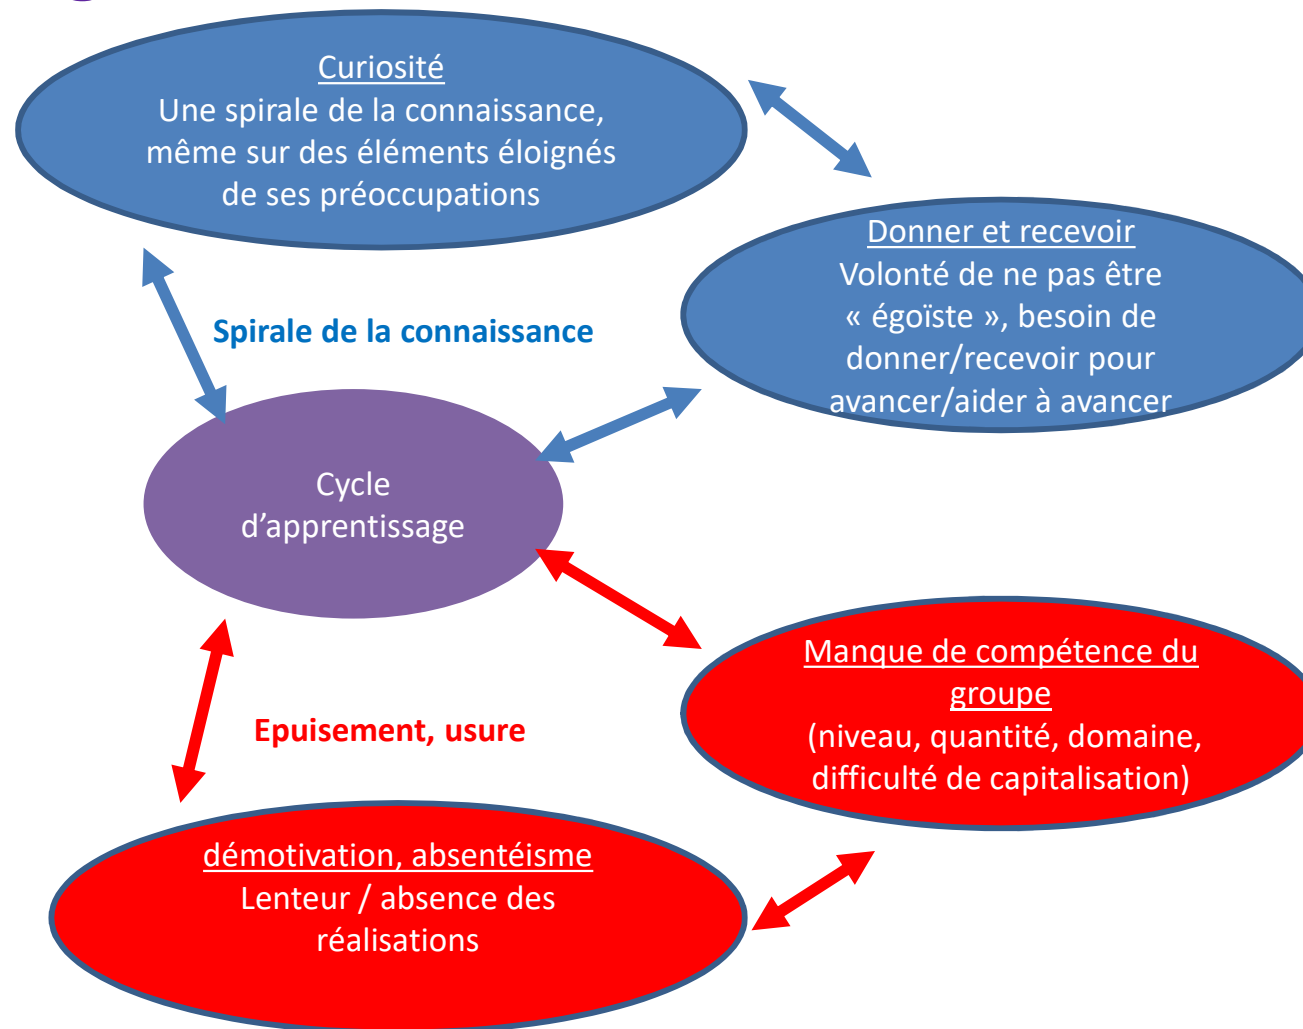 Curiosité
Une spirale de la connaissance,
même sur des éléments éloignés
de ses préoccupations
Donner et recevoir
Volonté de ne pas être
« égoïste », besoin de
donner/recevoir pour
avancer/aider à avancer
Spirale de la connaissance
Cycle
d’apprentissage
Manque de compétence du
groupe
(niveau, quantité, domaine,
difficulté de capitalisation)
Epuisement, usure
démotivation, absentéisme
Lenteur / absence des
réalisations